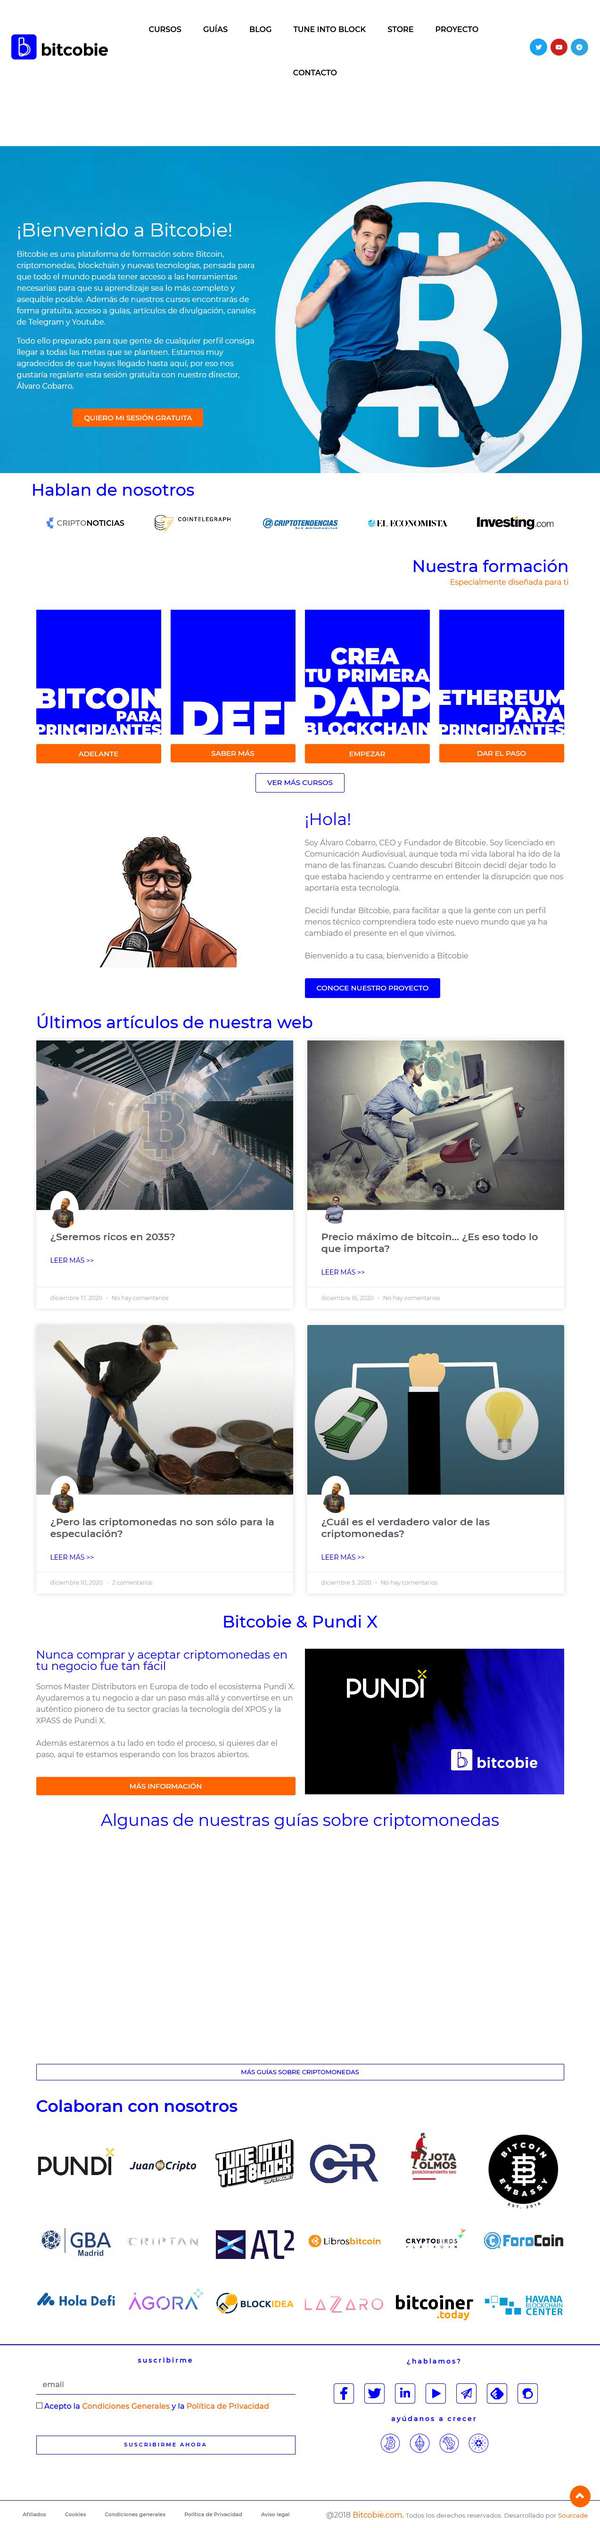 CURSOS GUÍAS BLOG TUNE INTO BLOCK STORE PROYECTO
bitcobie
CONTACTO
¡Bienvenido a Bitcobie!
Bitcobie es una plataforma de formación sobre Bitcoin,
criptomonedas, blockchain y nuevas tecnologías, pensada para
que todo el mundo pueda tener acceso a las herramientas
necesarias para que su aprendizaje sea lo más completo y
asequible posible. Además de nuestros cursos encontrarás de
forma gratuita, acceso a guías, artículos de divulgación, canales
de Telegram y Youtube.
Todo ello preparado para que gente de cualquier perfil consiga
llegar a todas las metas que se planteen. Estamos muy
agradecidos de que hayas llegado hasta aquí, por eso nos
gustaría regalarte esta sesión gratuita con nuestro director,
Álvaro Cobarro.
QUIERO MI SESIÓN GRATUITA
Hablan de nosotros
CRIPTONOTICIAS COINTELEGRAPH CRIPTOTENDENCIAS EL ECONOMISTA Investing.com
Nuestra formación
Especialmente diseñada para ti
BITCOIN
PARA
PRINCIPIANTES
ADELANTE
DEFI
SABER MÁS
CREA
TU PRIMERA
DAPP
BLOCKCHAIN
EMPEZAR
ETHEREUM
PARA
PRINCIPIANTES
DAR EL PASO
VER MÁS CURSOS
¡Hola!
Soy Álvaro Cobarro, CEO y Fundador de Bitcobie. Soy licenciado en
Comunicación Audiovisual, aunque toda mi vida laboral ha ido de la
mano de las finanzas. Cuando descubrí Bitcoin decidí dejar todo lo
que estaba haciendo y centrarme en entender la disrupción que nos
aportaría esta tecnología.
Decidí fundar Bitcobie, para facilitar a que la gente con un perfil
menos técnico comprendiera todo este nuevo mundo que ya ha
cambiado el presente en el que vivimos.
Bienvenido a tu casa, bienvenido a Bitcobie
CONOCE NUESTRO PROYECTO
Últimos artículos de nuestra web
¿Seremos ricos en 2035?
LEER MÁS >>
diciembre 17, 2020 • No hay comentarios
Precio máximo de bitcoin... ¿Es eso todo lo
que importa?
LEER MÁS >>
diciembre 16, 2020 • No hay comentarios
¿Pero las criptomonedas no son sólo para la
especulación?
LEER MÁS >>
diciembre 10, 2020 • 2 comentarios
¿Cuál es el verdadero valor de las
criptomonedas?
LEER MÁS >>
diciembre 3, 2020 • No hay comentarios
Bitcobie & Pundi X
Nunca comprar y aceptar criptomonedas en
tu negocio fue tan fácil
Somos Master Distributors en Europa de todo el ecosistema Pundi X.
Ayudaremos a tu negocio a dar un paso más allá y convertirse en un
auténtico pionero de tu sector gracias la tecnología del XPOS y la
XPASS de Pundi X.
Además estaremos a tu lado en todo el proceso, si quieres dar el
paso, aquí te estamos esperando con los brazos abiertos.
MÁS INFORMACIÓN
PUNDI X
bitcobie
Algunas de nuestras guías sobre criptomonedas
MÁS GUÍAS SOBRE CRIPTOMONEDAS
Colaboran con nosotros
PUNDI X JuanCripto TUNE INTO THE BLOCK CR JOTA OLMOS posicionamiento seo BITCOIN EMBASSY EST. 2014
GBA Madrid CRIPTAN AL2 Librosbitcoin CRYPTOBIRDS ForoCoin
Hola Defi ÁGORA BLOCKIDEA LAZARO bitcoiner.today HAVANA BLOCKCHAIN CENTER
suscribirme
email
Acepto la Condiciones Generales y la Política de Privacidad
SUSCRIBIRME AHORA
¿hablamos?
ayúdanos a crecer
Afiliados Cookies Condiciones generales Política de Privacidad Aviso legal
@2018 Bitcobie.com. Todos los derechos reservados. Desarrollado por Sourcade